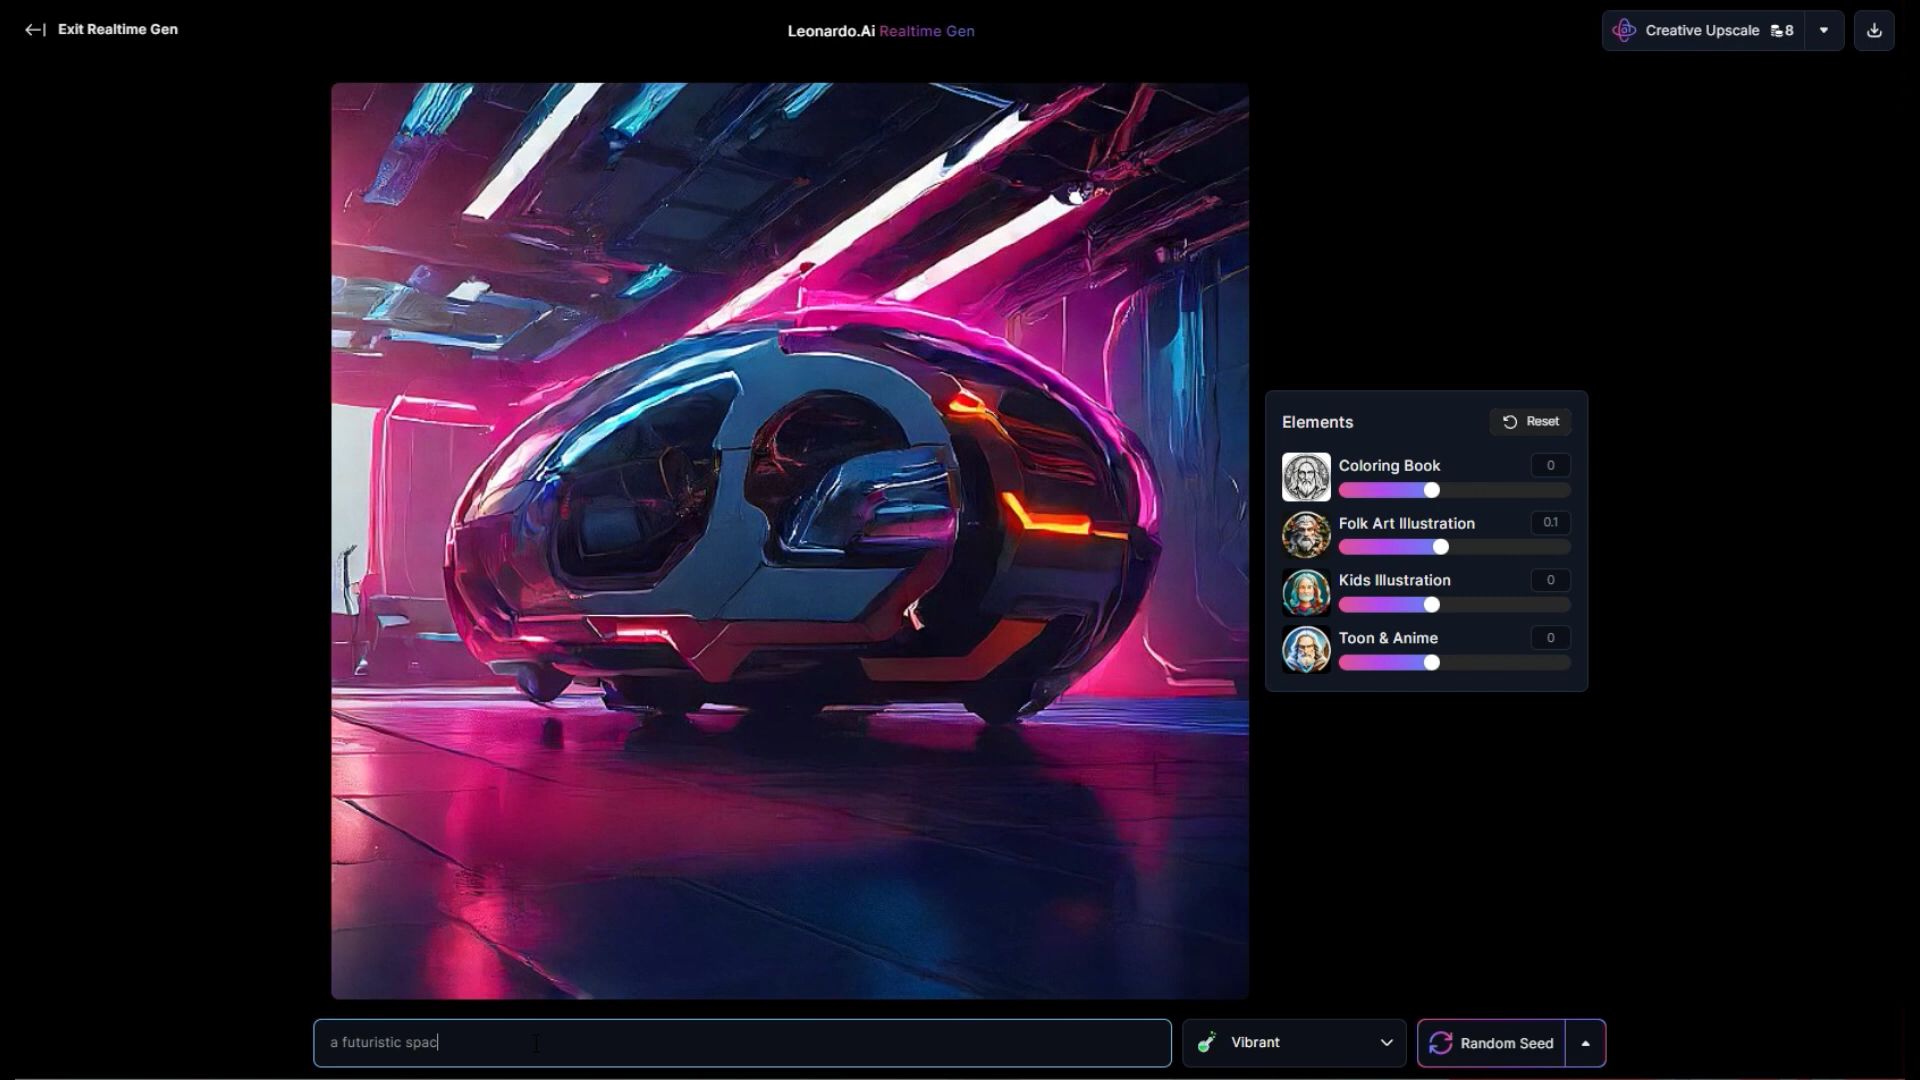 Exit Realtime Gen
Leonardo.Ai Realtime Gen
Creative Upscale 8
Elements
Reset
Coloring Book 0
Folk Art Illustration 0.1
Kids Illustration 0
Toon & Anime 0
a futuristic spac
Vibrant
Random Seed